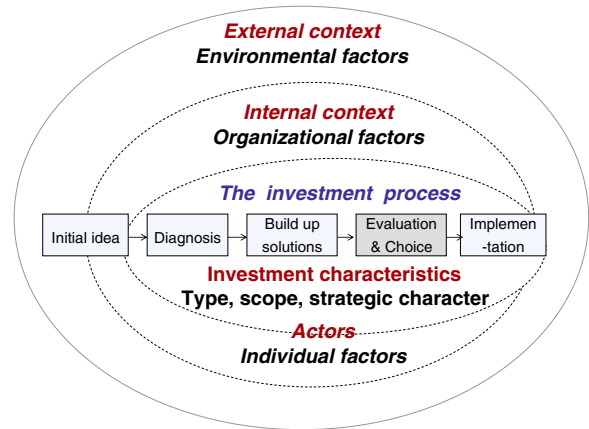 External context
Environmental factors
Internal context
Organizational factors
The investment process
Initial idea
Diagnosis
Build up
solutions
Evaluation
& Choice
Implemen
-tation
Investment characteristics
Type, scope, strategic character
Actors
Individual factors